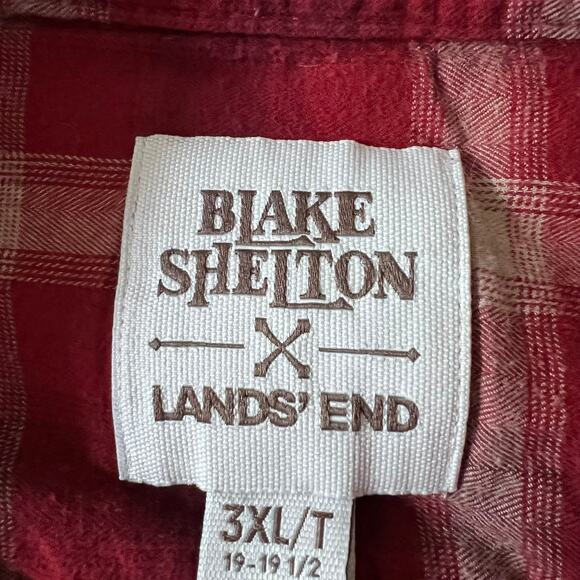 BLAKE
SHELTON
X
LANDS' END
3XL/T
19-19 1/2